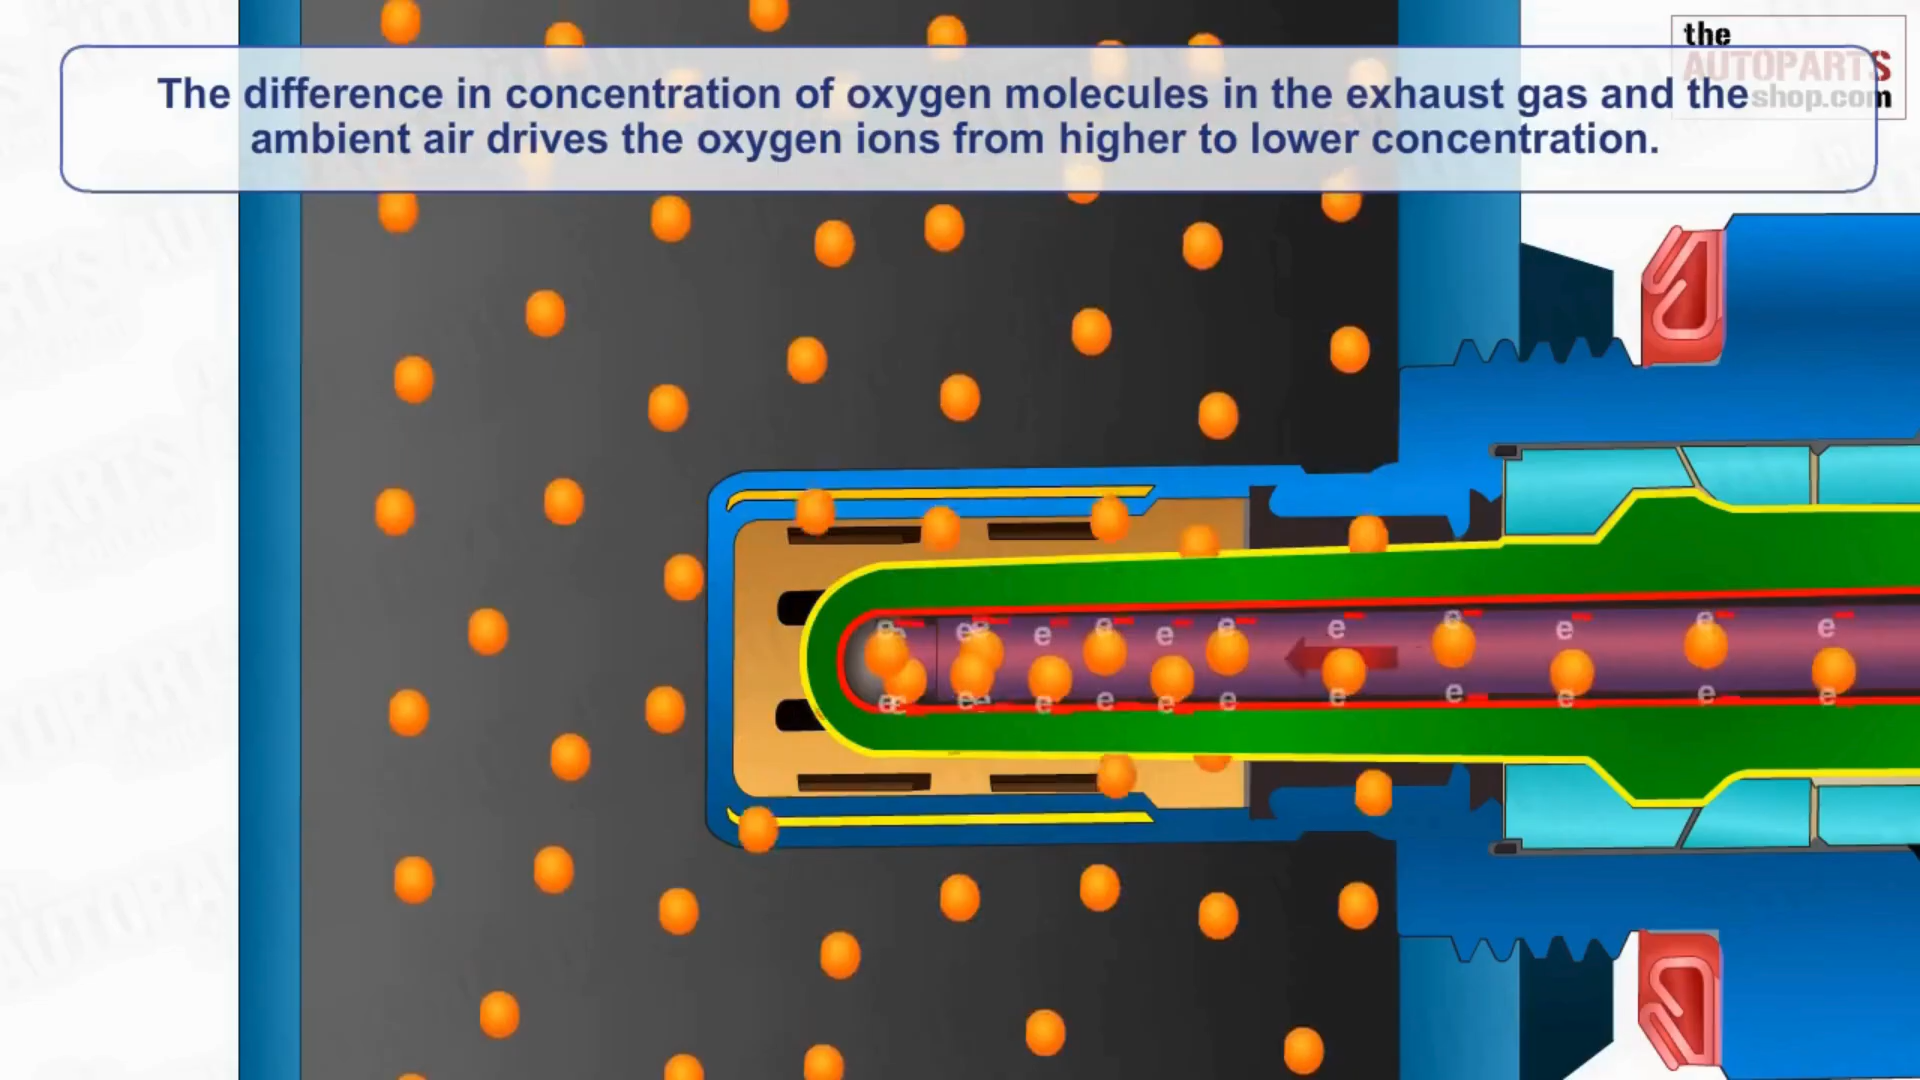 the
AUTOPARTS
shop.com
The difference in concentration of oxygen molecules in the exhaust gas and the
ambient air drives the oxygen ions from higher to lower concentration.
e⁻ e⁻ e⁻ e⁻ e⁻ e⁻ e⁻ e⁻ e⁻ e⁻ e⁻ e⁻
e⁻ e⁻ e⁻ e⁻ e e⁻ e e e⁻ e e⁻ e